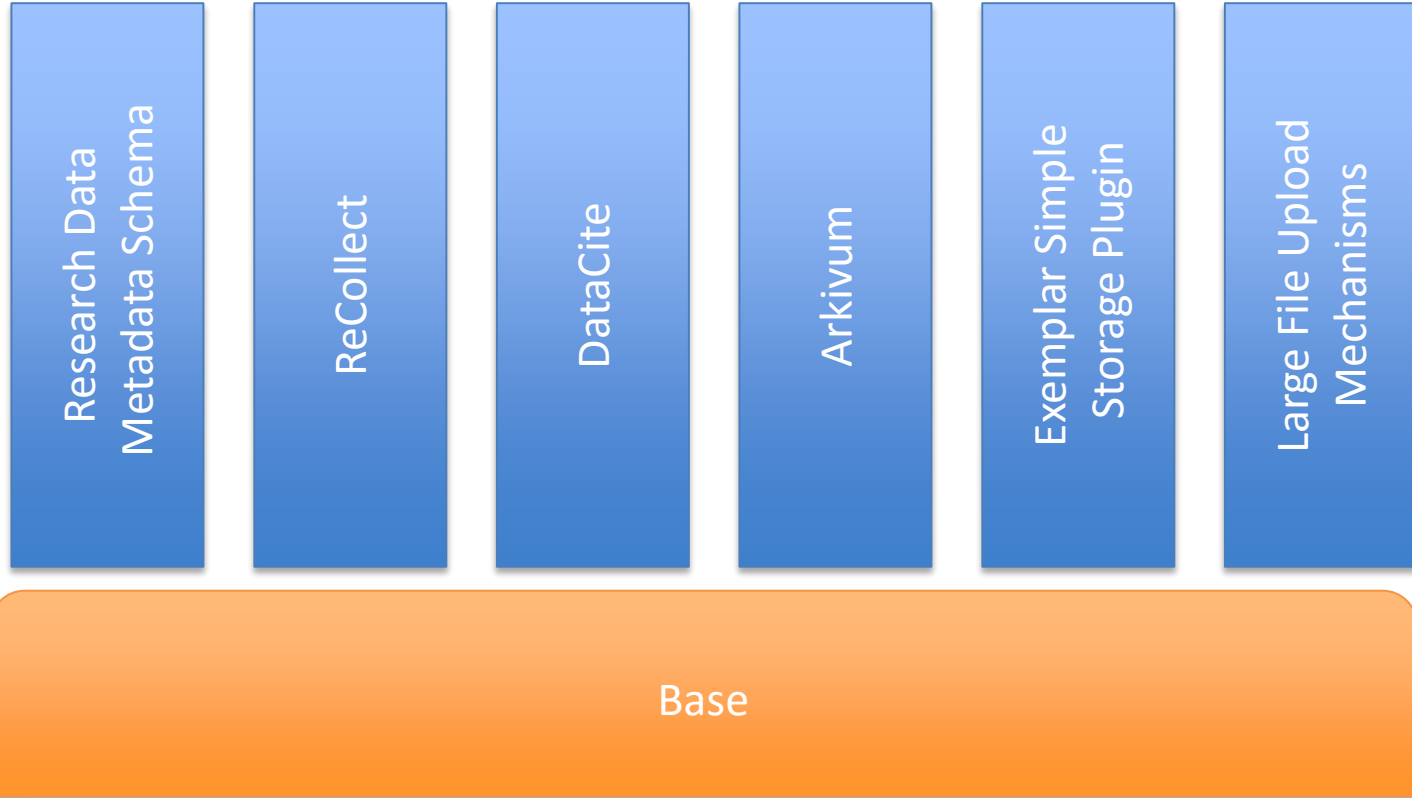 Research Data
Metadata Schema
ReCollect
DataCite
Arkivum
Exemplar Simple
Storage Plugin
Large File Upload
Mechanisms
Base